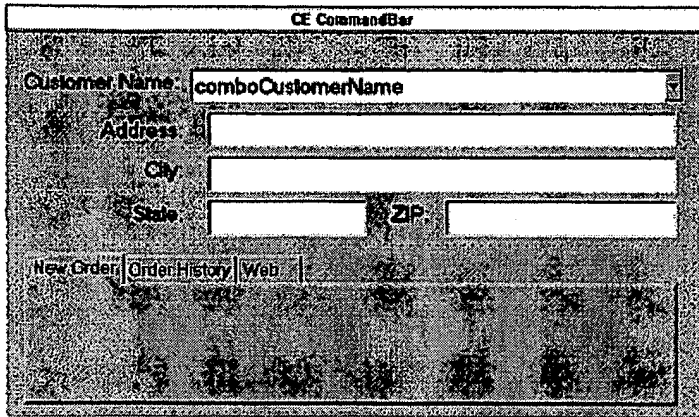 CE CommandBar
Customer Name: comboCustomerName
Address
City
State ZIP:
New Order Order History Web